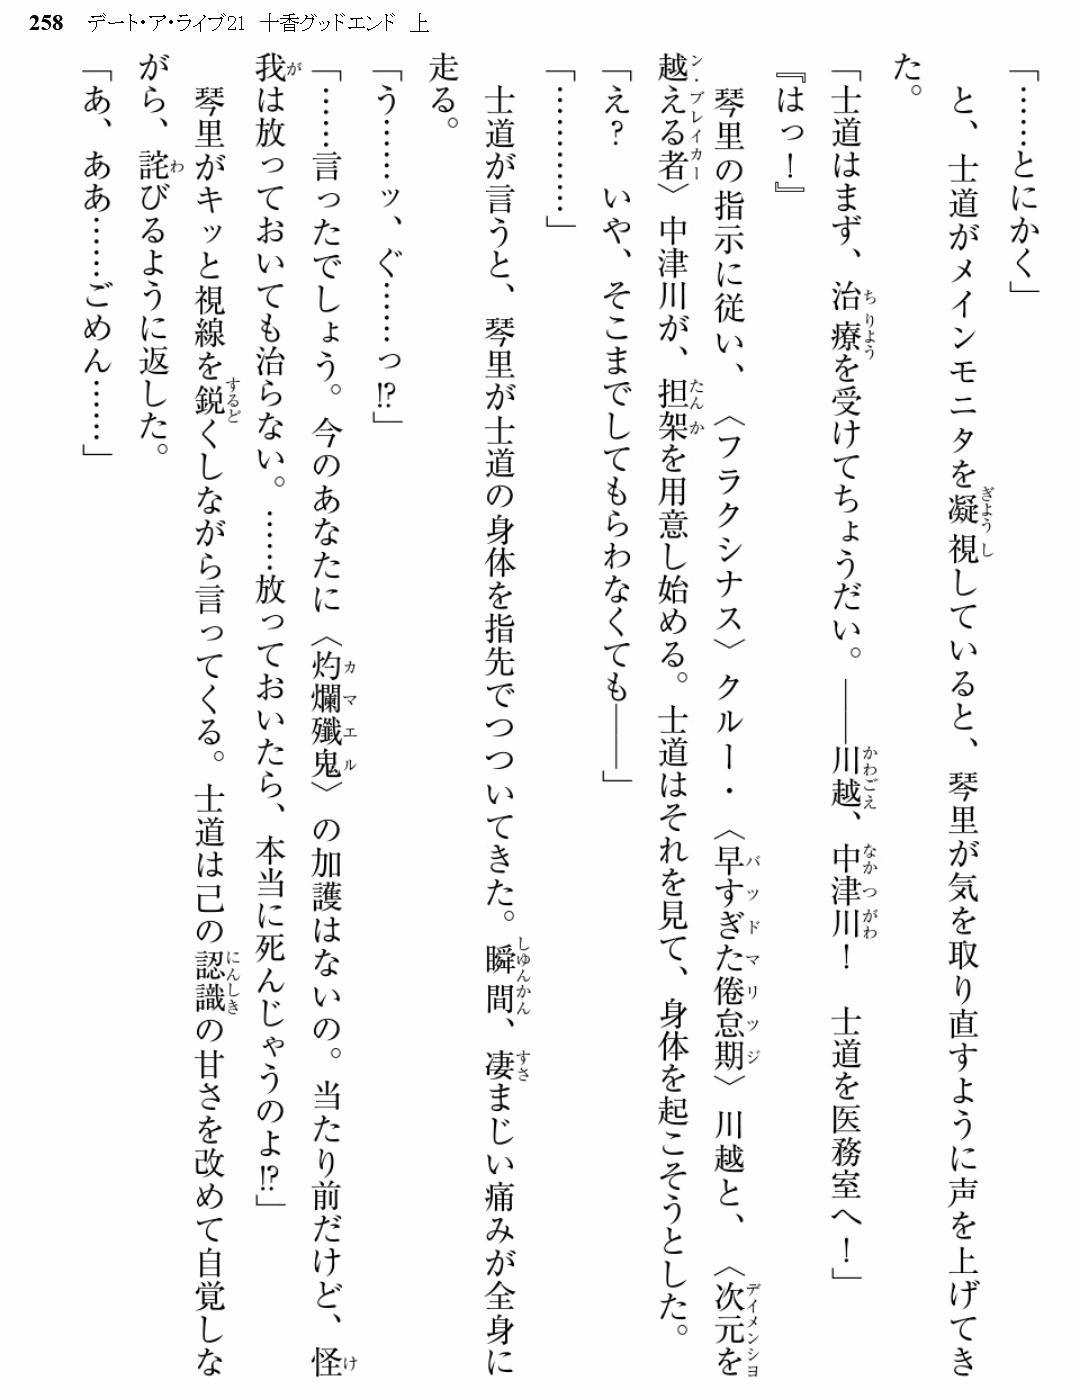 258 デート・ア・ライブ21 十香グッドエンド 上
「……とにかく」
と、士道がメインモニタを凝視していると、琴里が気を取り直すように声を上げてき
た。
「士道はまず、治療を受けてちょうだい。――川越、中津川！ 士道を医務室へ！」
『はっ！』
琴里の指示に従い、〈フラクシナス〉クルー・〈早すぎた倦怠期〉川越と、〈次元を
越える者〉中津川が、担架を用意し始める。士道はそれを見て、身体を起こそうとした。
「え？ いや、そこまでしてもらわなくても――」
「…………」
士道が言うと、琴里が士道の身体を指先でつついてきた。瞬間、凄まじい痛みが全身に
走る。
「う……ッ、ぐ……っ⁉」
「……言ったでしょう。今のあなたに〈灼爛殲鬼〉の加護はないの。当たり前だけど、怪
我は放っておいても治らない。……放っておいたら、本当に死んじゃうのよ⁉」
琴里がキッと視線を鋭くしながら言ってくる。士道は己の認識の甘さを改めて自覚しな
がら、詫びるように返した。
「あ、ああ……ごめん……」